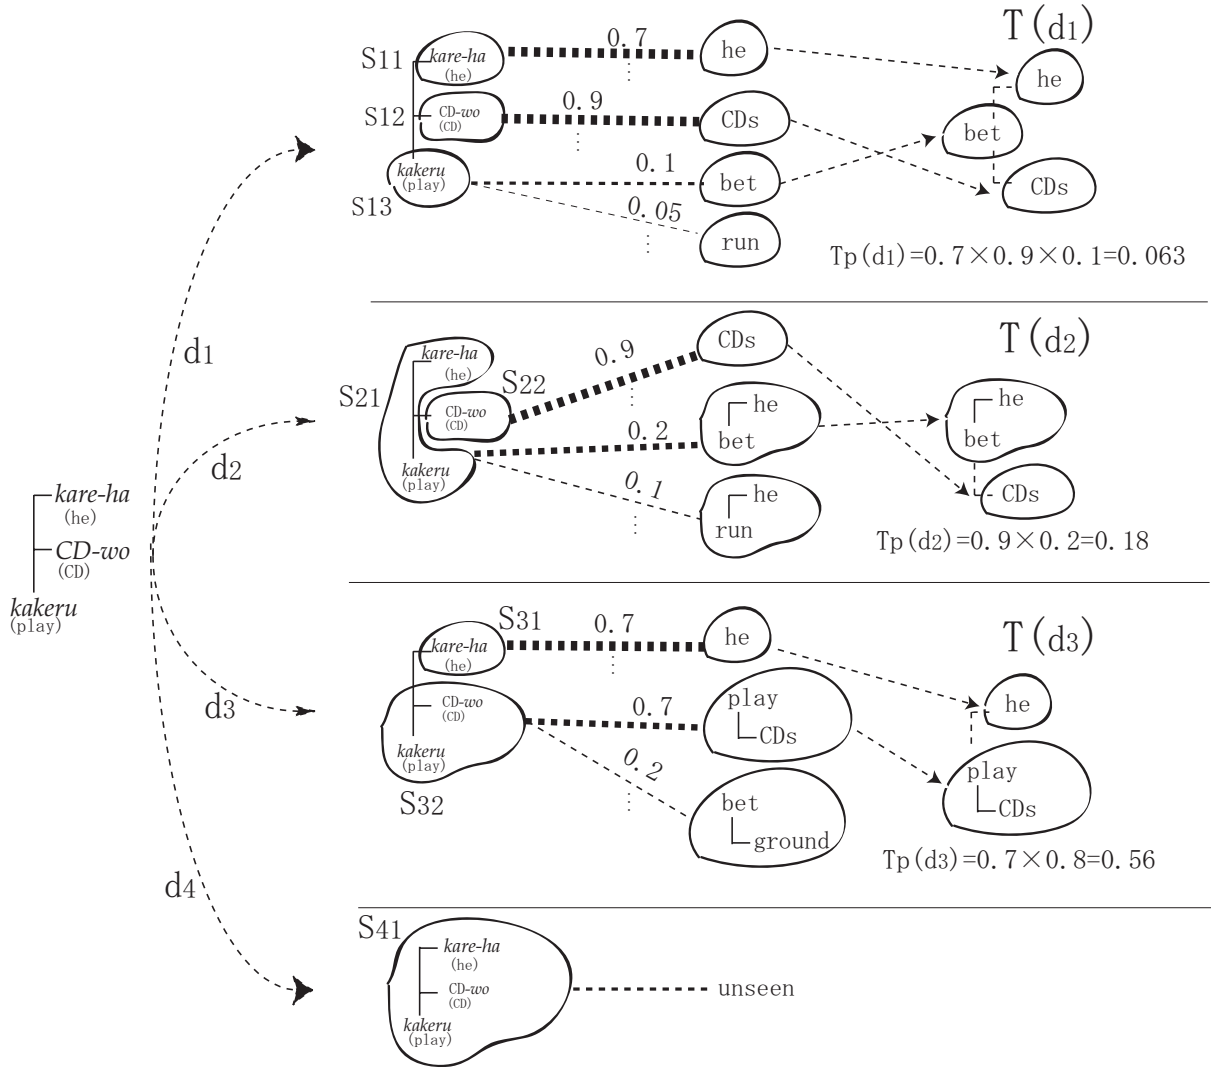 kare-ha
(he)
CD-wo
(CD)
kakeru
(play)
d1
d2
d3
d4
S11
kare-ha
(he)
S12
CD-wo
(CD)
kakeru
(play)
S13
0.7
0.9
0.1
0.05
he
CDs
bet
run
T(d1)
he
bet
CDs
Tp(d1)=0.7×0.9×0.1=0.063
S21
kare-ha
(he)
S22
CD-wo
(CD)
kakeru
(play)
0.9
0.2
0.1
CDs
he
bet
he
run
T(d2)
he
bet
CDs
Tp(d2)=0.9×0.2=0.18
S31
kare-ha
(he)
CD-wo
(CD)
kakeru
(play)
S32
0.7
0.7
0.2
he
play
CDs
bet
ground
T(d3)
he
play
CDs
Tp(d3)=0.7×0.8=0.56
S41
kare-ha
(he)
CD-wo
(CD)
kakeru
(play)
unseen